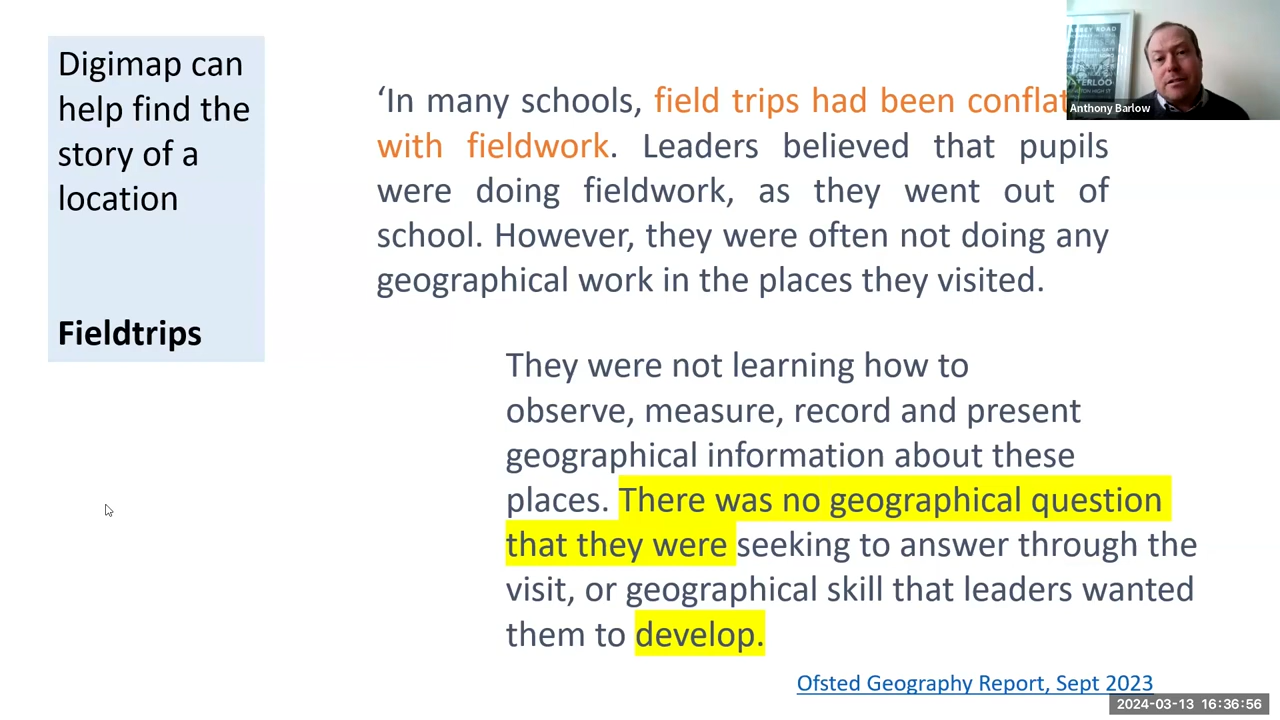 Digimap can
help find the
story of a
location
Fieldtrips
‘In many schools, field trips had been
with fieldwork. Leaders believed that pupils
were doing fieldwork, as they went out of
school. However, they were often not doing any
geographical work in the places they visited.
They were not learning how to
observe, measure, record and present
geographical information about these
places. There was no geographical question
that they were seeking to answer through the
visit, or geographical skill that leaders wanted
them to develop.
Ofsted Geography Report, Sept 2023
Anthony Barlow
2024-03-13 16:36:56